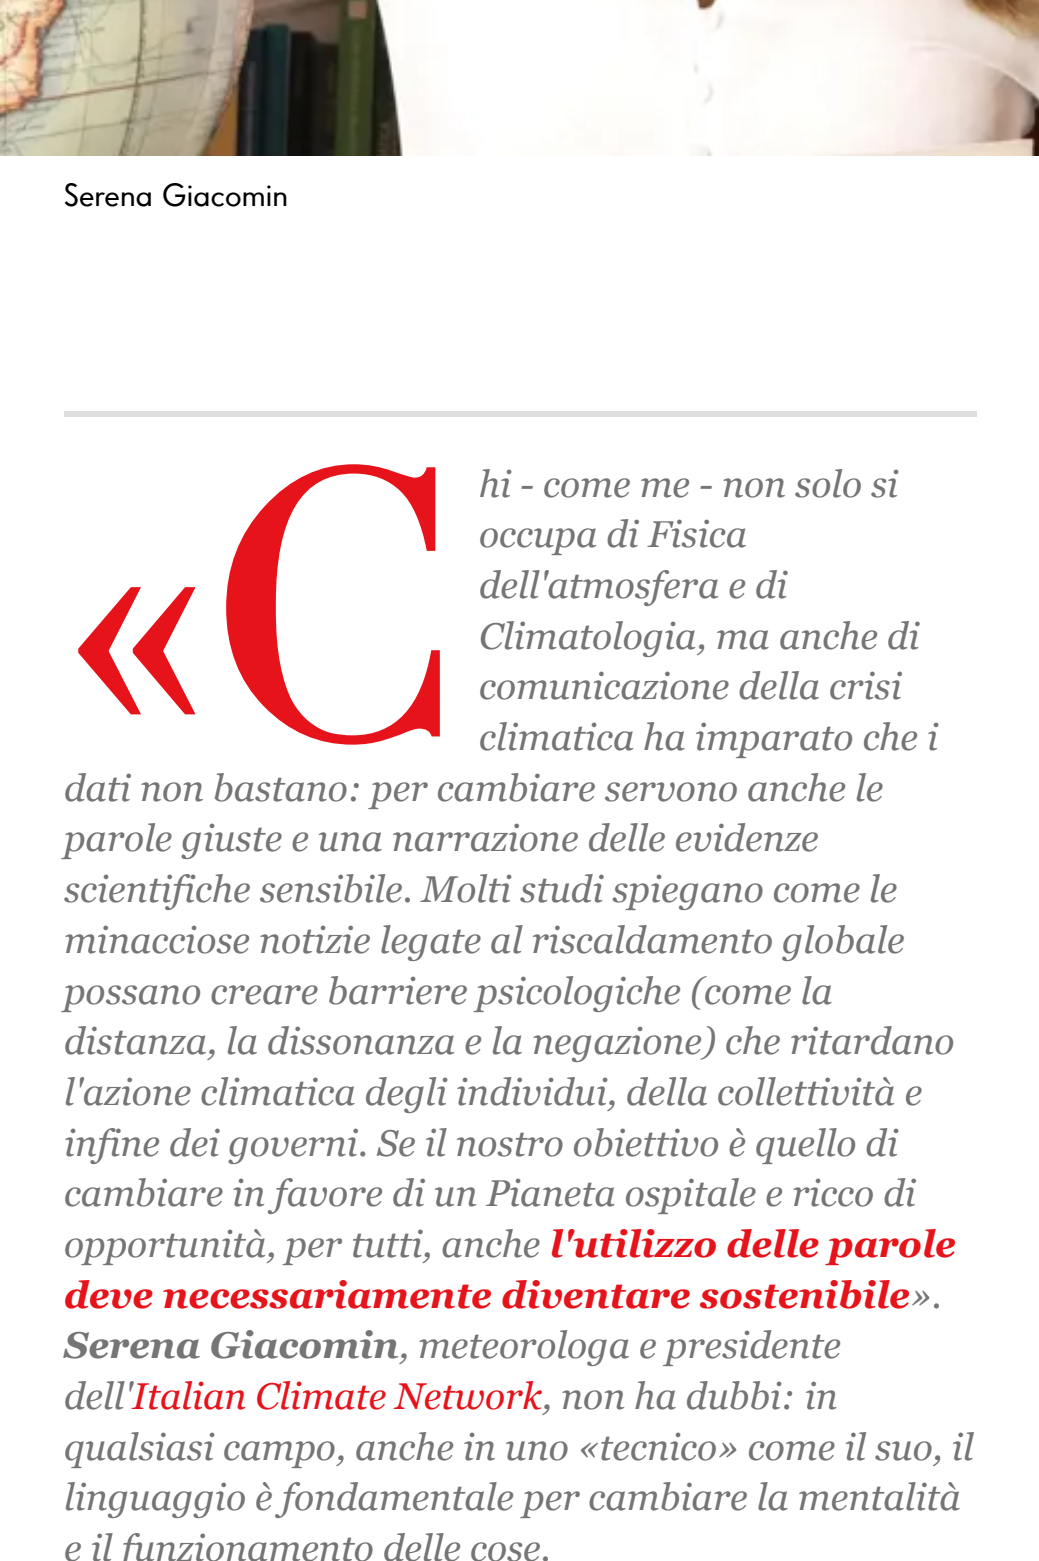 Serena Giacomin
«Chi - come me - non solo si
occupa di Fisica
dell'atmosfera e di
Climatologia, ma anche di
comunicazione della crisi
climatica ha imparato che i
dati non bastano: per cambiare servono anche le
parole giuste e una narrazione delle evidenze
scientifiche sensibile. Molti studi spiegano come le
minacciose notizie legate al riscaldamento globale
possano creare barriere psicologiche (come la
distanza, la dissonanza e la negazione) che ritardano
l'azione climatica degli individui, della collettività e
infine dei governi. Se il nostro obiettivo è quello di
cambiare in favore di un Pianeta ospitale e ricco di
opportunità, per tutti, anche l'utilizzo delle parole
deve necessariamente diventare sostenibile».
Serena Giacomin, meteorologa e presidente
dell'Italian Climate Network, non ha dubbi: in
qualsiasi campo, anche in uno «tecnico» come il suo, il
linguaggio è fondamentale per cambiare la mentalità
e il funzionamento delle cose.